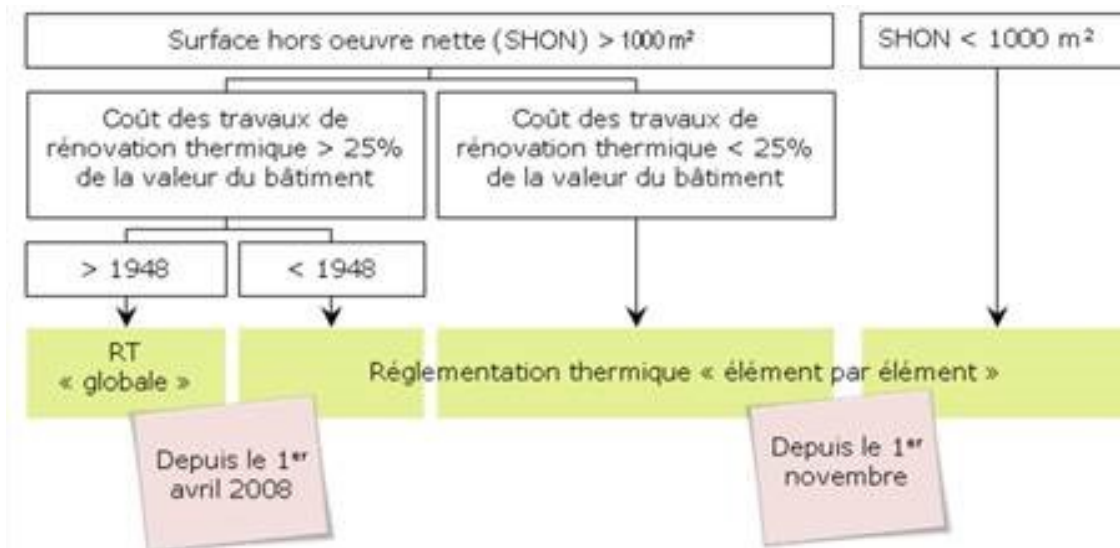 Surface hors oeuvre nette (SHON) > 1000 m²
SHON < 1000 m²
Coût des travaux de
rénovation thermique > 25%
de la valeur du bâtiment
Coût des travaux de
rénovation thermique < 25%
de la valeur du bâtiment
> 1948
< 1948
RT
« globale »
Réglementation thermique « élément par élément »
Depuis le 1er
avril 2008
Depuis le 1er
novembre